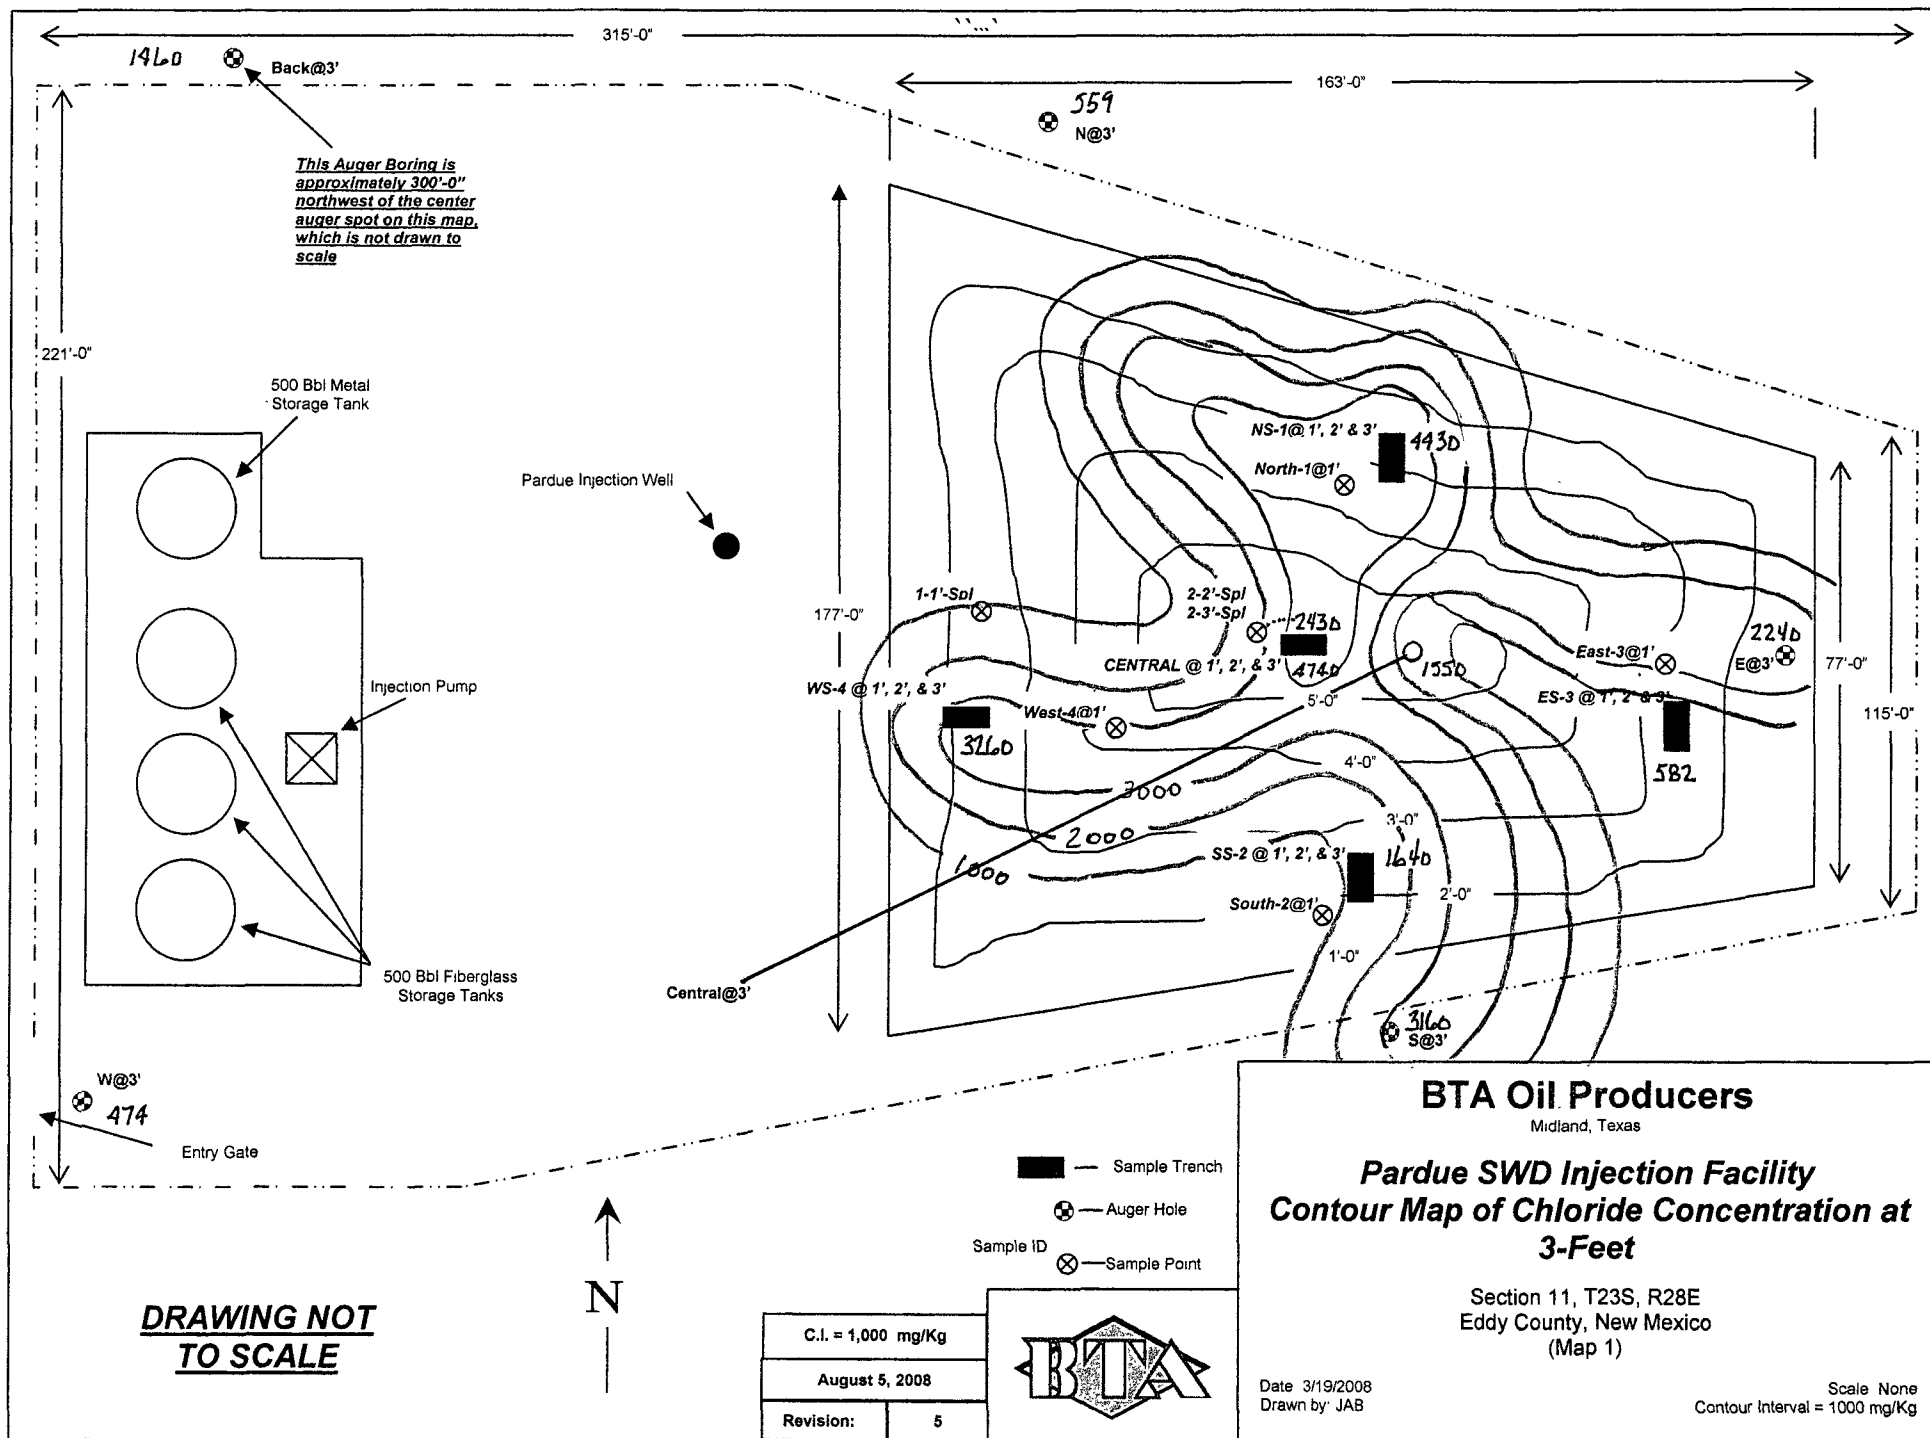 315'-0"
1460
Back@3'
163'-0"
559
N@3'
This Auger Boring is
approximately 300'-0"
northwest of the center
auger spot on this map,
which is not drawn to
scale
221'-0"
500 Bbl Metal
Storage Tank
NS-1@ 1', 2' & 3'
4430
North-1@1'
Pardue Injection Well
1-1'-Spl
2-2'-Spl
2-3'-Spl
177'-0"
2430
2240
East-3@1'
E@3'
77'-0"
CENTRAL @ 1', 2', & 3'
4740
1550
WS-4 @ 1', 2', & 3'
Injection Pump
ES-3 @ 1', 2' & 3'
5'-0"
115'-0"
West-4@1'
3260
4'-0"
582
3000
3'-0"
2000
SS-2 @ 1', 2', & 3'
1640
1000
2'-0"
South-2@1'
1'-0"
500 Bbl Fiberglass
Storage Tanks
Central@3'
3160
S@3'
W@3'
474
Entry Gate
BTA Oil Producers
Midland, Texas
Sample Trench
Pardue SWD Injection Facility
Contour Map of Chloride Concentration at
3-Feet
Auger Hole
Sample ID
Sample Point
N
Section 11, T23S, R28E
Eddy County, New Mexico
(Map 1)
DRAWING NOT
TO SCALE
C.I. = 1,000 mg/Kg
August 5, 2008
Revision: 5
BTA
Date 3/19/2008
Drawn by: JAB
Scale None
Contour Interval = 1000 mg/Kg